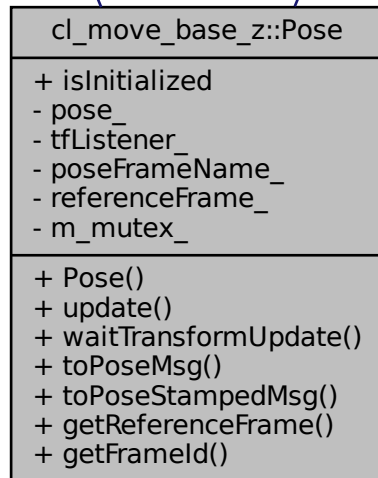 cl_move_base_z::Pose
+ isInitialized
- pose_
- tfListener_
- poseFrameName_
- referenceFrame_
- m_mutex_
+ Pose()
+ update()
+ waitTransformUpdate()
+ toPoseMsg()
+ toPoseStampedMsg()
+ getReferenceFrame()
+ getFrameId()